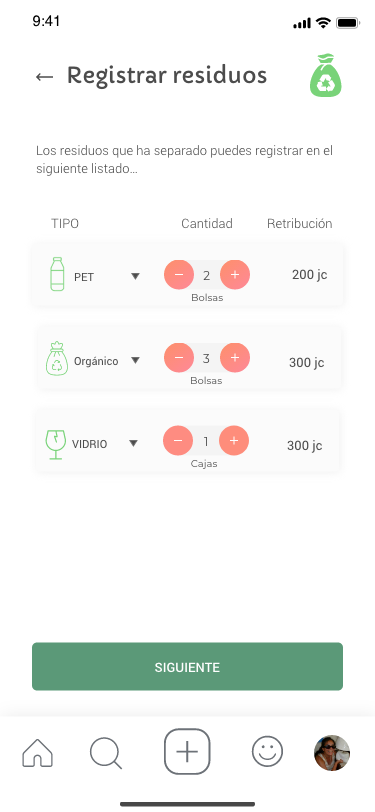 9:41
← Registrar residuos
Los residuos que ha separado puedes registrar en el
siguiente listado...
TIPO Cantidad Retribución
PET − 2 + 200 jc
Bolsas
Orgánico − 3 + 300 jc
Bolsas
VIDRIO − 1 + 300 jc
Cajas
SIGUIENTE